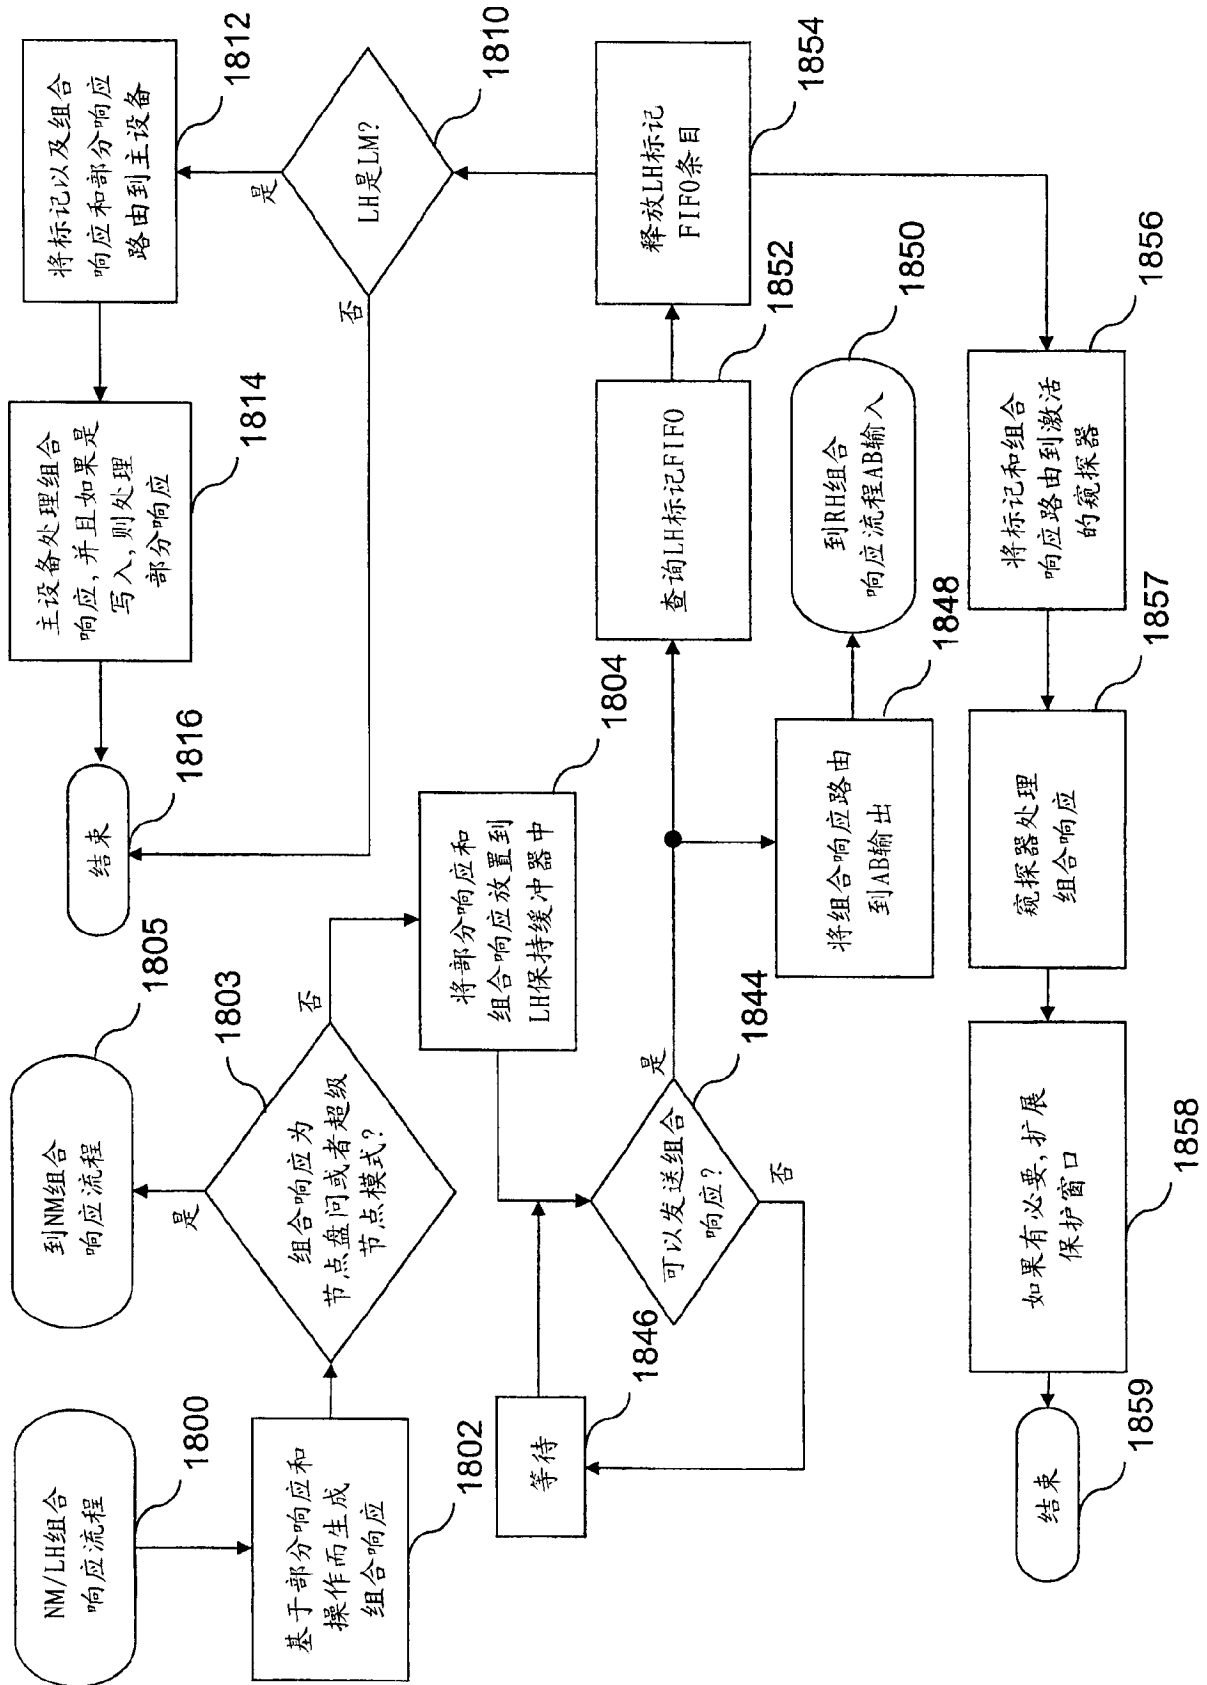 NM/LH组合
响应流程
1800
基于部分响应和
操作而生成
组合响应
1802
组合响应为
节点盘问或者超级
节点模式?
1803
是
否
到NM组合
响应流程
1805
将部分响应和
组合响应放置到
LH保持缓冲器中
1804
可以发送组合
响应?
1844
是
否
等待
1846
将组合响应路由
到AB输出
1848
到RH组合
响应流程AB输入
1850
查询LH标记FIFO
1852
释放LH标记
FIFO条目
1854
LH是LM?
1810
是
否
将标记以及组合
响应和部分响应
路由到主设备
1812
主设备处理组合
响应,并且如果是
写入,则处理
部分响应
1814
结束
1816
将标记和组合
响应路由到激活
的窥探器
1856
窥探器处理
组合响应
1857
如果有必要,扩展
保护窗口
1858
结束
1859